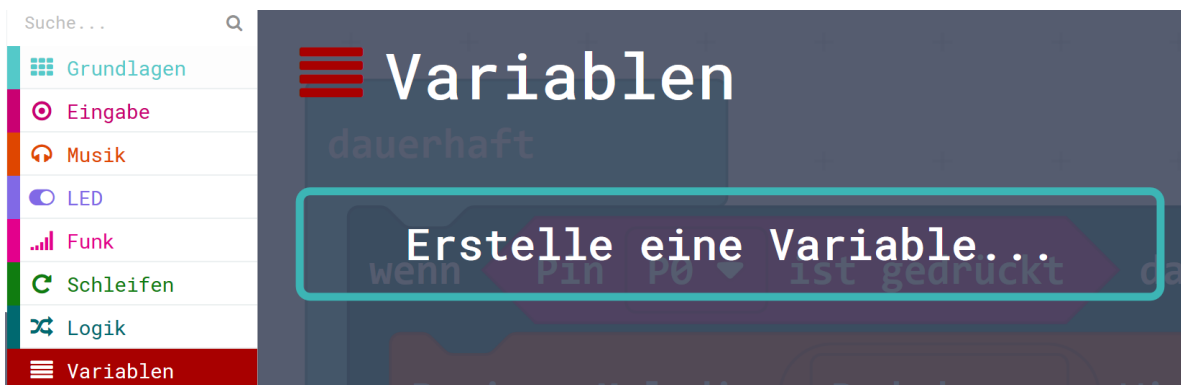 Suche...
Grundlagen
Eingabe
Musik
LED
Funk
Schleifen
Logik
Variablen
Variablen
dauerhaft
Erstelle eine Variable...
wenn Pin P0 ist gedrückt da